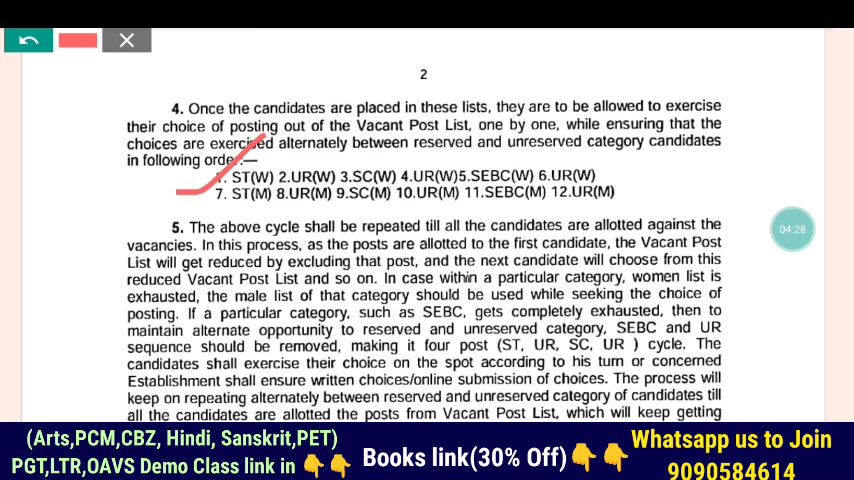 2
4. Once the candidates are placed in these lists, they are to be allowed to exercise
their choice of posting out of the Vacant Post List, one by one, while ensuring that the
choices are exercised alternately between reserved and unreserved category candidates
in following order:—
1. ST(W) 2.UR(W) 3.SC(W) 4.UR(W)5.SEBC(W) 6.UR(W)
7. ST(M) 8.UR(M) 9.SC(M) 10.UR(M) 11.SEBC(M) 12.UR(M)
5. The above cycle shall be repeated till all the candidates are allotted against the
vacancies. In this process, as the posts are allotted to the first candidate, the Vacant Post
List will get reduced by excluding that post, and the next candidate will choose from this
reduced Vacant Post List and so on. In case within a particular category, women list is
exhausted, the male list of that category should be used while seeking the choice of
posting. If a particular category, such as SEBC, gets completely exhausted, then to
maintain alternate opportunity to reserved and unreserved category, SEBC and UR
sequence should be removed, making it four post (ST, UR, SC, UR ) cycle. The
candidates shall exercise their choice on the spot according to his turn or concerned
Establishment shall ensure written choices/online submission of choices. The process will
keep on repeating alternately between reserved and unreserved category of candidates till
all the candidates are allotted the posts from Vacant Post List, which will keep getting
04:28
(Arts,PCM,CBZ, Hindi, Sanskrit,PET)
PGT,LTR,OAVS Demo Class link in 👇👇
Books link(30% Off)👇👇
Whatsapp us to Join
9090584614